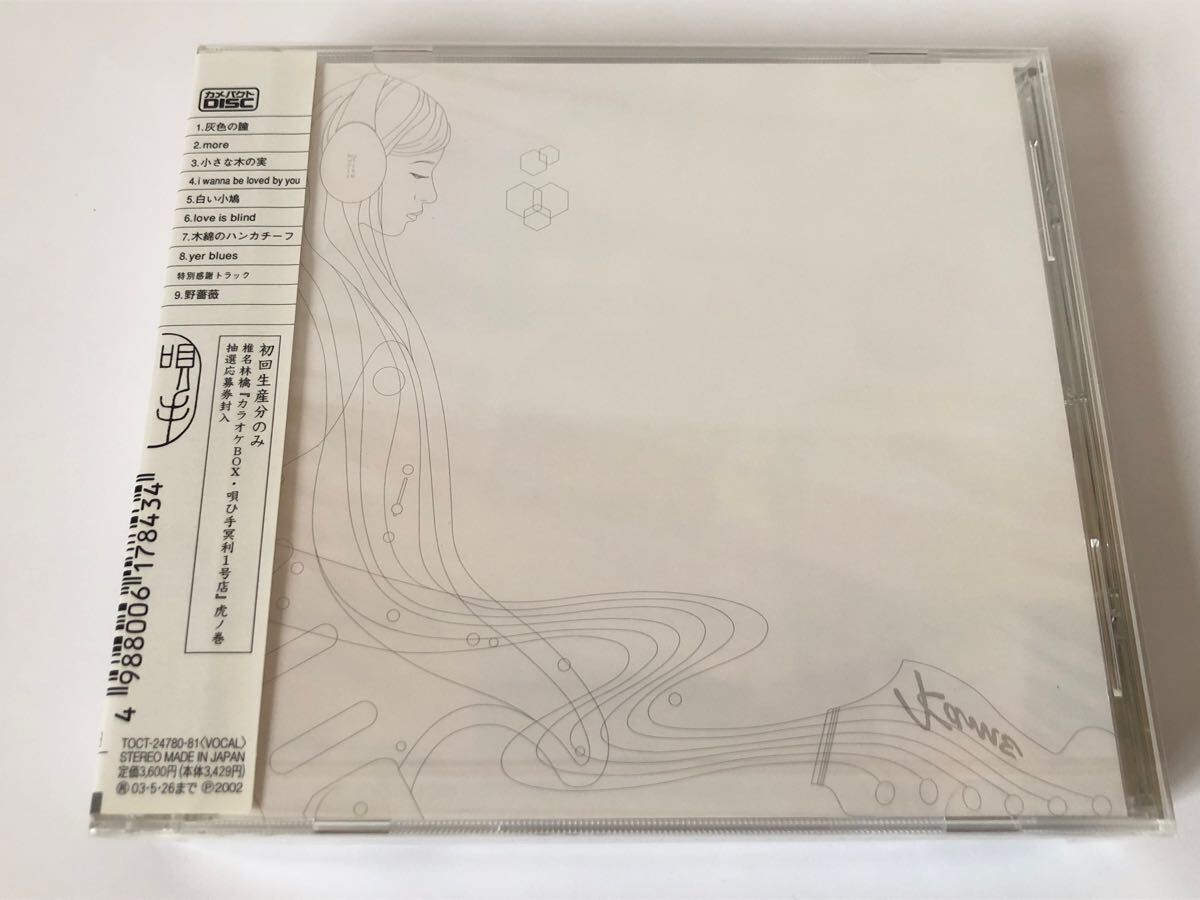 カメパクト
DISC
1.灰色の瞳
2.more
3.小さな木の実
4.i wanna be loved by you
5.白い小鳩
6.love is blind
7.木綿のハンカチーフ
8.yer blues
特別感謝トラック
9.野薔薇
唄ひ手
初回生産分のみ
椎名林檎『カラオケBOX・唄ひ手冥利1号店』虎ノ巻
抽選応募券封入
4 988006 178434
TOCT-24780-81〈VOCAL〉
STEREO MADE IN JAPAN
定価3,600円(本体3,429円)
03・5・26まで Ⓟ2002